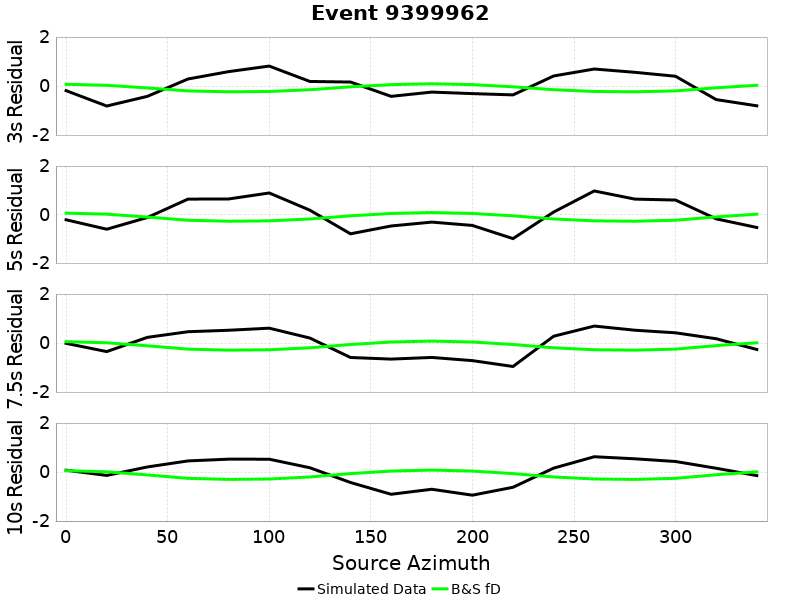 Event 9399962
3s Residual
2
0
-2
5s Residual
2
0
-2
7.5s Residual
2
0
-2
10s Residual
2
0
-2
0 50 100 150 200 250 300
Source Azimuth
Simulated Data B&S fD